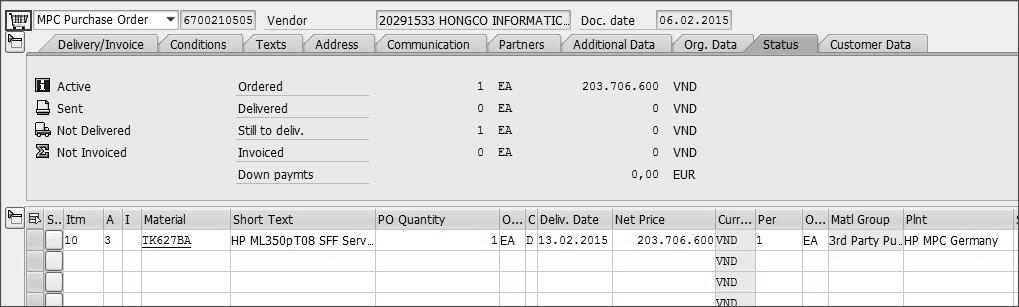 MPC Purchase Order 6700210505 Vendor 20291533 HONGCO INFORMATIC... Doc. date 06.02.2015
Delivery/Invoice Conditions Texts Address Communication Partners Additional Data Org. Data Status Customer Data
Active Ordered 1 EA 203.706.600 VND
Sent Delivered 0 EA 0 VND
Not Delivered Still to deliv. 1 EA 0 VND
Not Invoiced Invoiced 0 EA 0 VND
Down paymts 0,00 EUR
S.. Itm A I Material Short Text PO Quantity O... C Deliv. Date Net Price Curr... Per O... Matl Group Plnt S
10 3 TK627BA HP ML350pT08 SFF Serv... 1 EA D 13.02.2015 203.706.600 VND 1 EA 3rd Party Pu... HP MPC Germany
VND
VND
VND